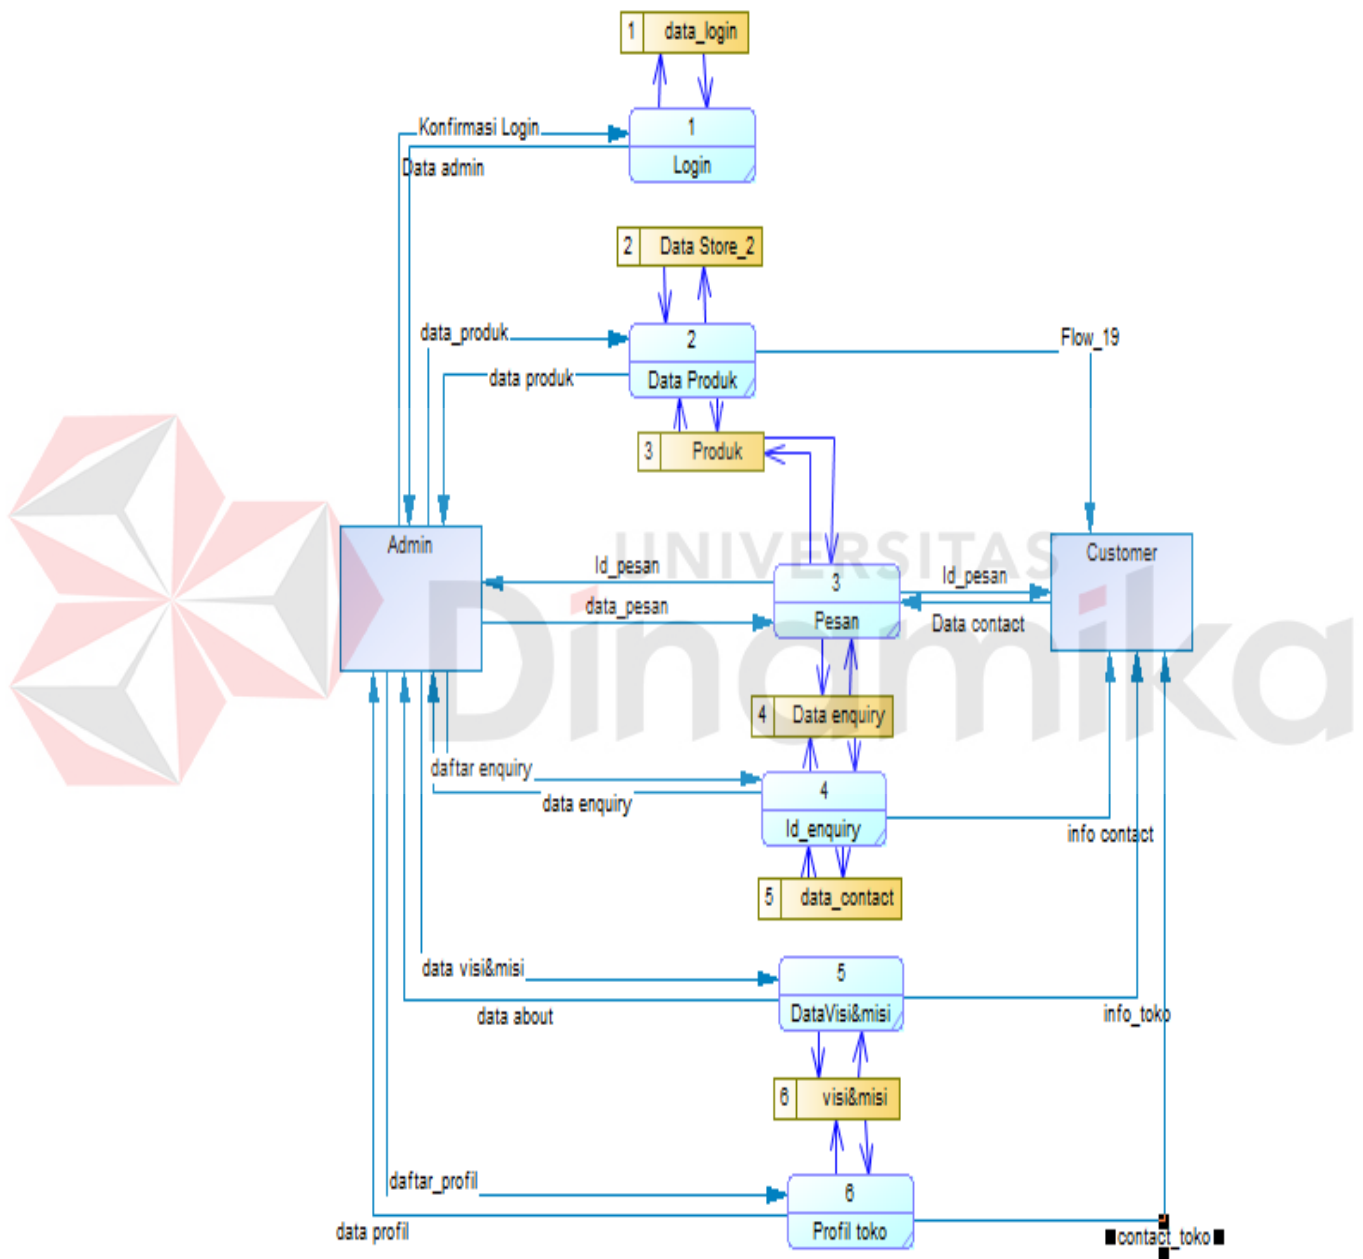 1 data_login
1
Konfirmasi Login
Data admin
Login
2 Data Store_2
data_produk
2
Flow_19
data produk
Data Produk
3 Produk
Admin
Customer
UNIVERSITAS
Dinamika
Id_pesan
3
Id_pesan
data_pesan
Pesan
Data contact
4 Data enquiry
daftar enquiry
data enquiry
4
Id_enquiry
info contact
5 data_contact
data visi&misi
5
data about
DataVisi&misi
info_toko
6 visi&misi
daftar_profil
6
data profil
Profil toko
contact_toko